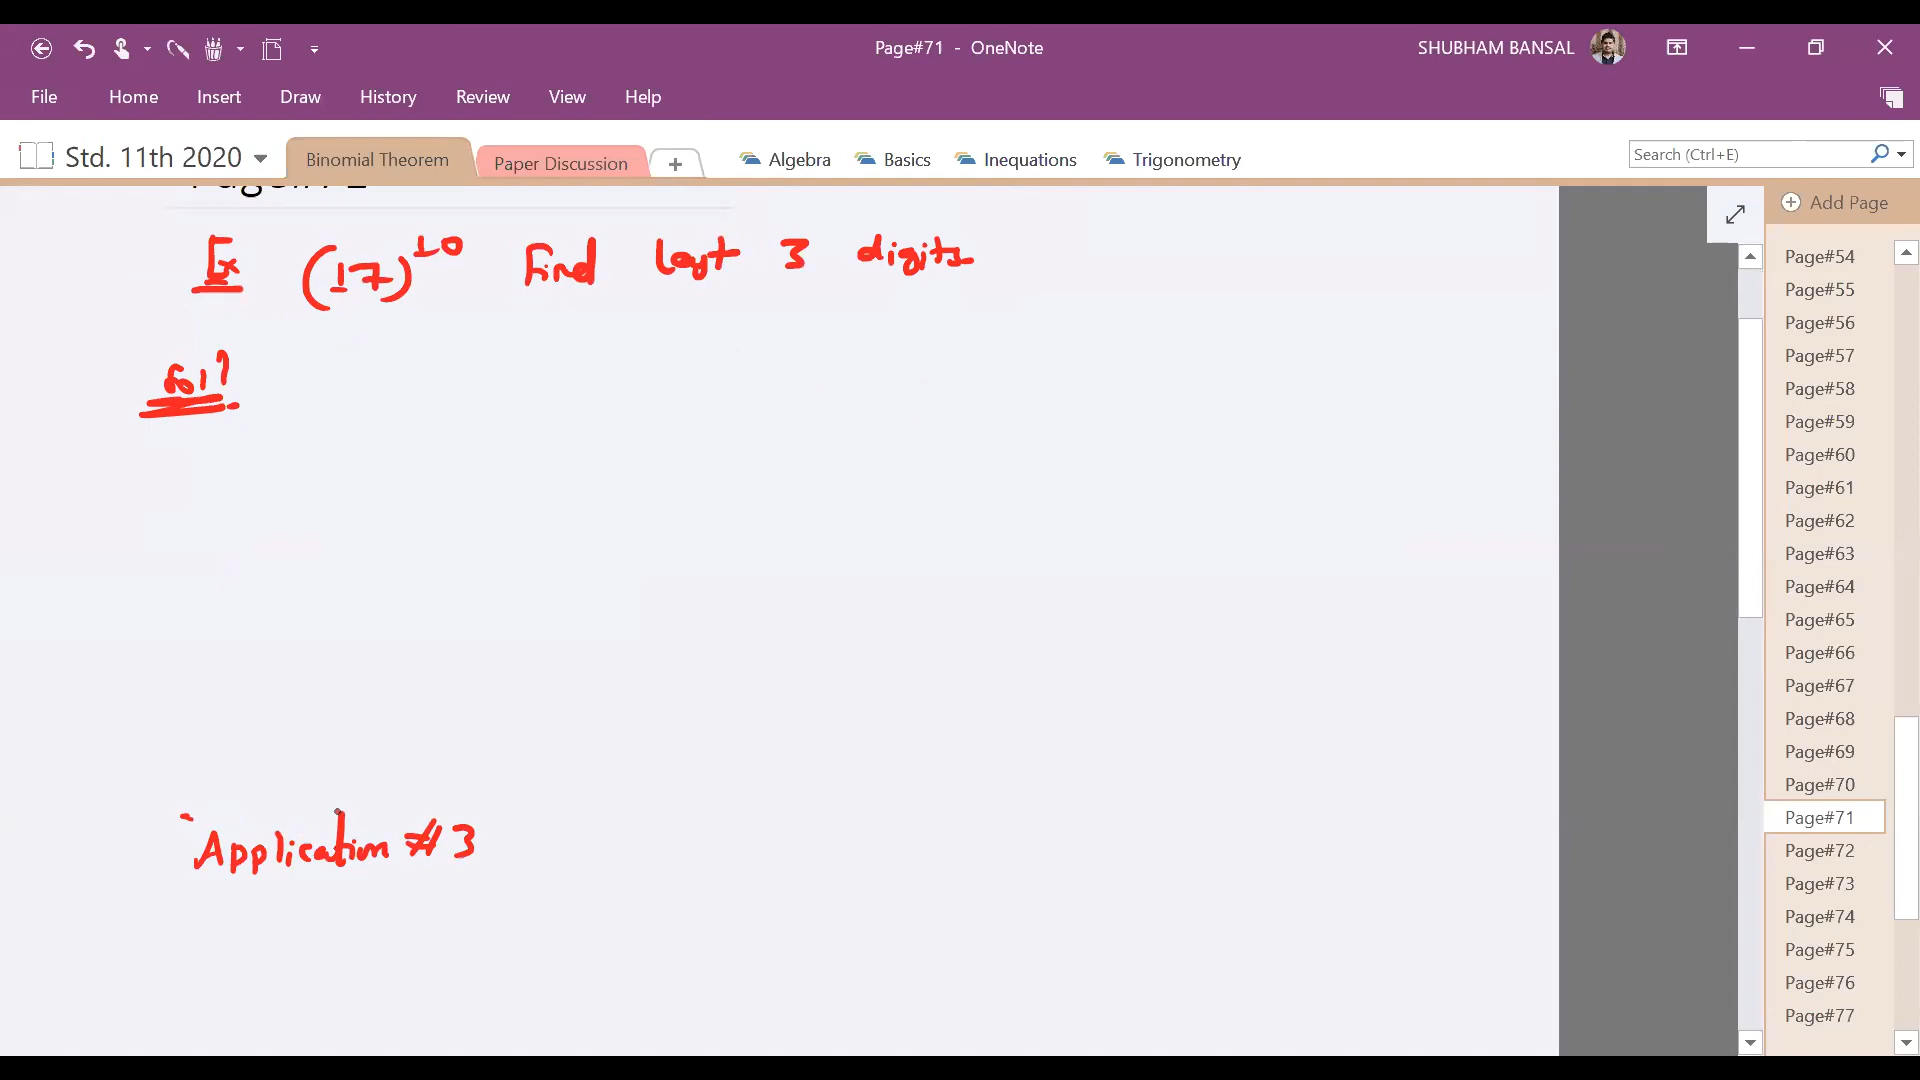 Page#71 - OneNote
SHUBHAM BANSAL
File Home Insert Draw History Review View Help
Std. 11th 2020
Binomial Theorem
Paper Discussion
+
Algebra
Basics
Inequations
Trigonometry
Search (Ctrl+E)
Add Page
Ex (17)^10 Find last 3 digits
Sol?
Application #3
Page#54
Page#55
Page#56
Page#57
Page#58
Page#59
Page#60
Page#61
Page#62
Page#63
Page#64
Page#65
Page#66
Page#67
Page#68
Page#69
Page#70
Page#71
Page#72
Page#73
Page#74
Page#75
Page#76
Page#77